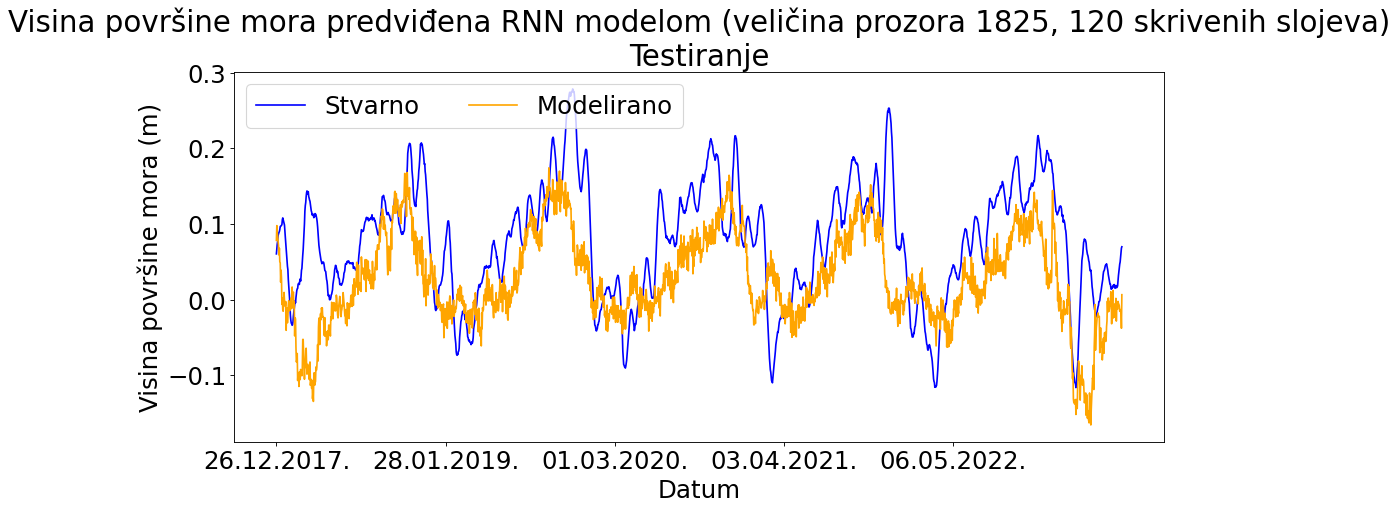 Visina površine mora predviđena RNN modelom (veličina prozora 1825, 120 skrivenih slojeva)
Testiranje
Stvarno
Modelirano
Visina površine mora (m)
0.3
0.2
0.1
0.0
−0.1
26.12.2017.
28.01.2019.
01.03.2020.
03.04.2021.
06.05.2022.
Datum